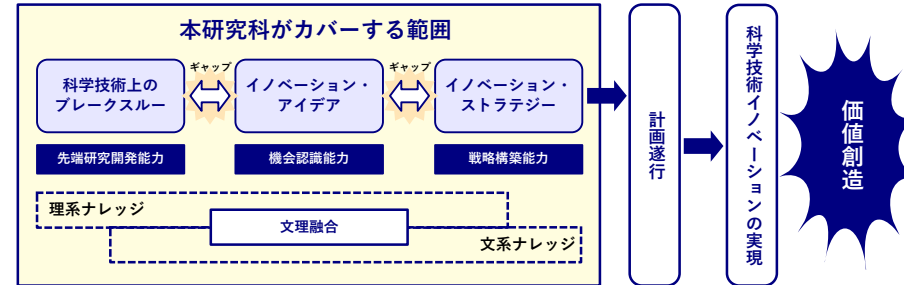 本研究科がカバーする範囲
科学技術上の
ブレークスルー
ギャップ
イノベーション・
アイデア
ギャップ
イノベーション・
ストラテジー
先端研究開発能力
機会認識能力
戦略構築能力
理系ナレッジ
文理融合
文系ナレッジ
計画遂行
科学技術イノベーションの実現
価値創造